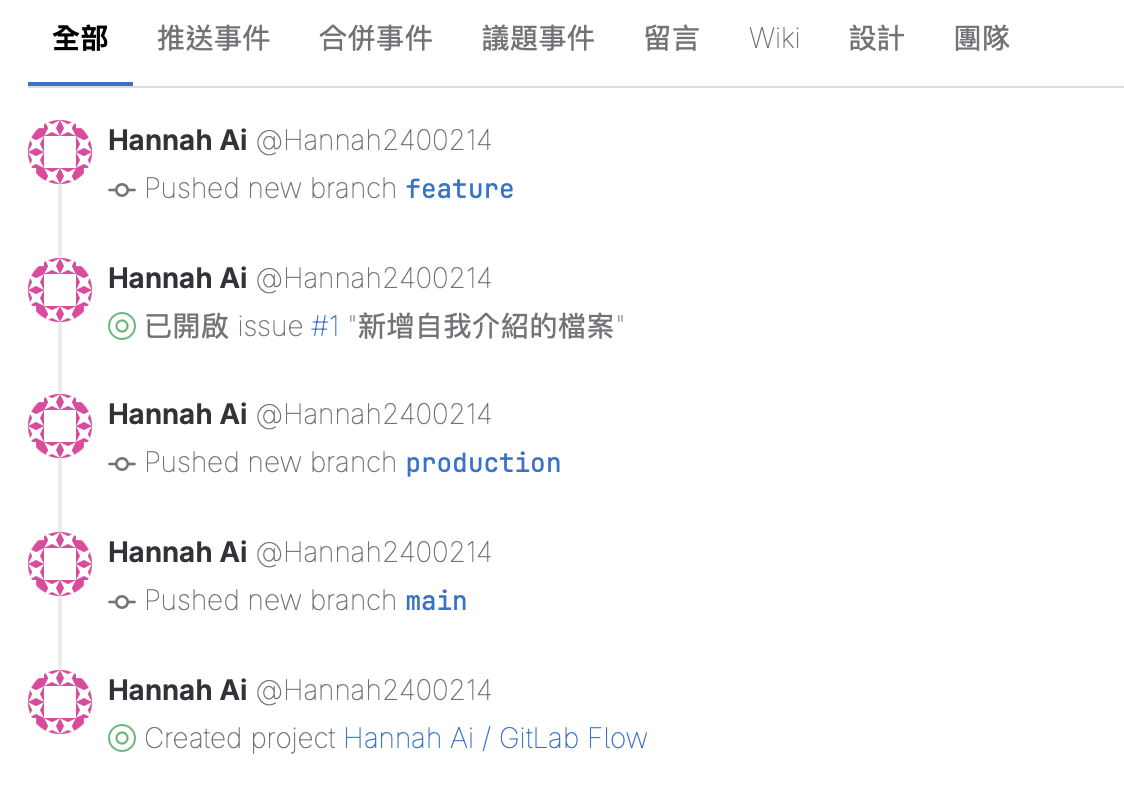 全部 推送事件 合併事件 議題事件 留言 Wiki 設計 團隊
Hannah Ai @Hannah2400214
Pushed new branch feature
Hannah Ai @Hannah2400214
已開啟 issue #1 "新增自我介紹的檔案"
Hannah Ai @Hannah2400214
Pushed new branch production
Hannah Ai @Hannah2400214
Pushed new branch main
Hannah Ai @Hannah2400214
Created project Hannah Ai / GitLab Flow